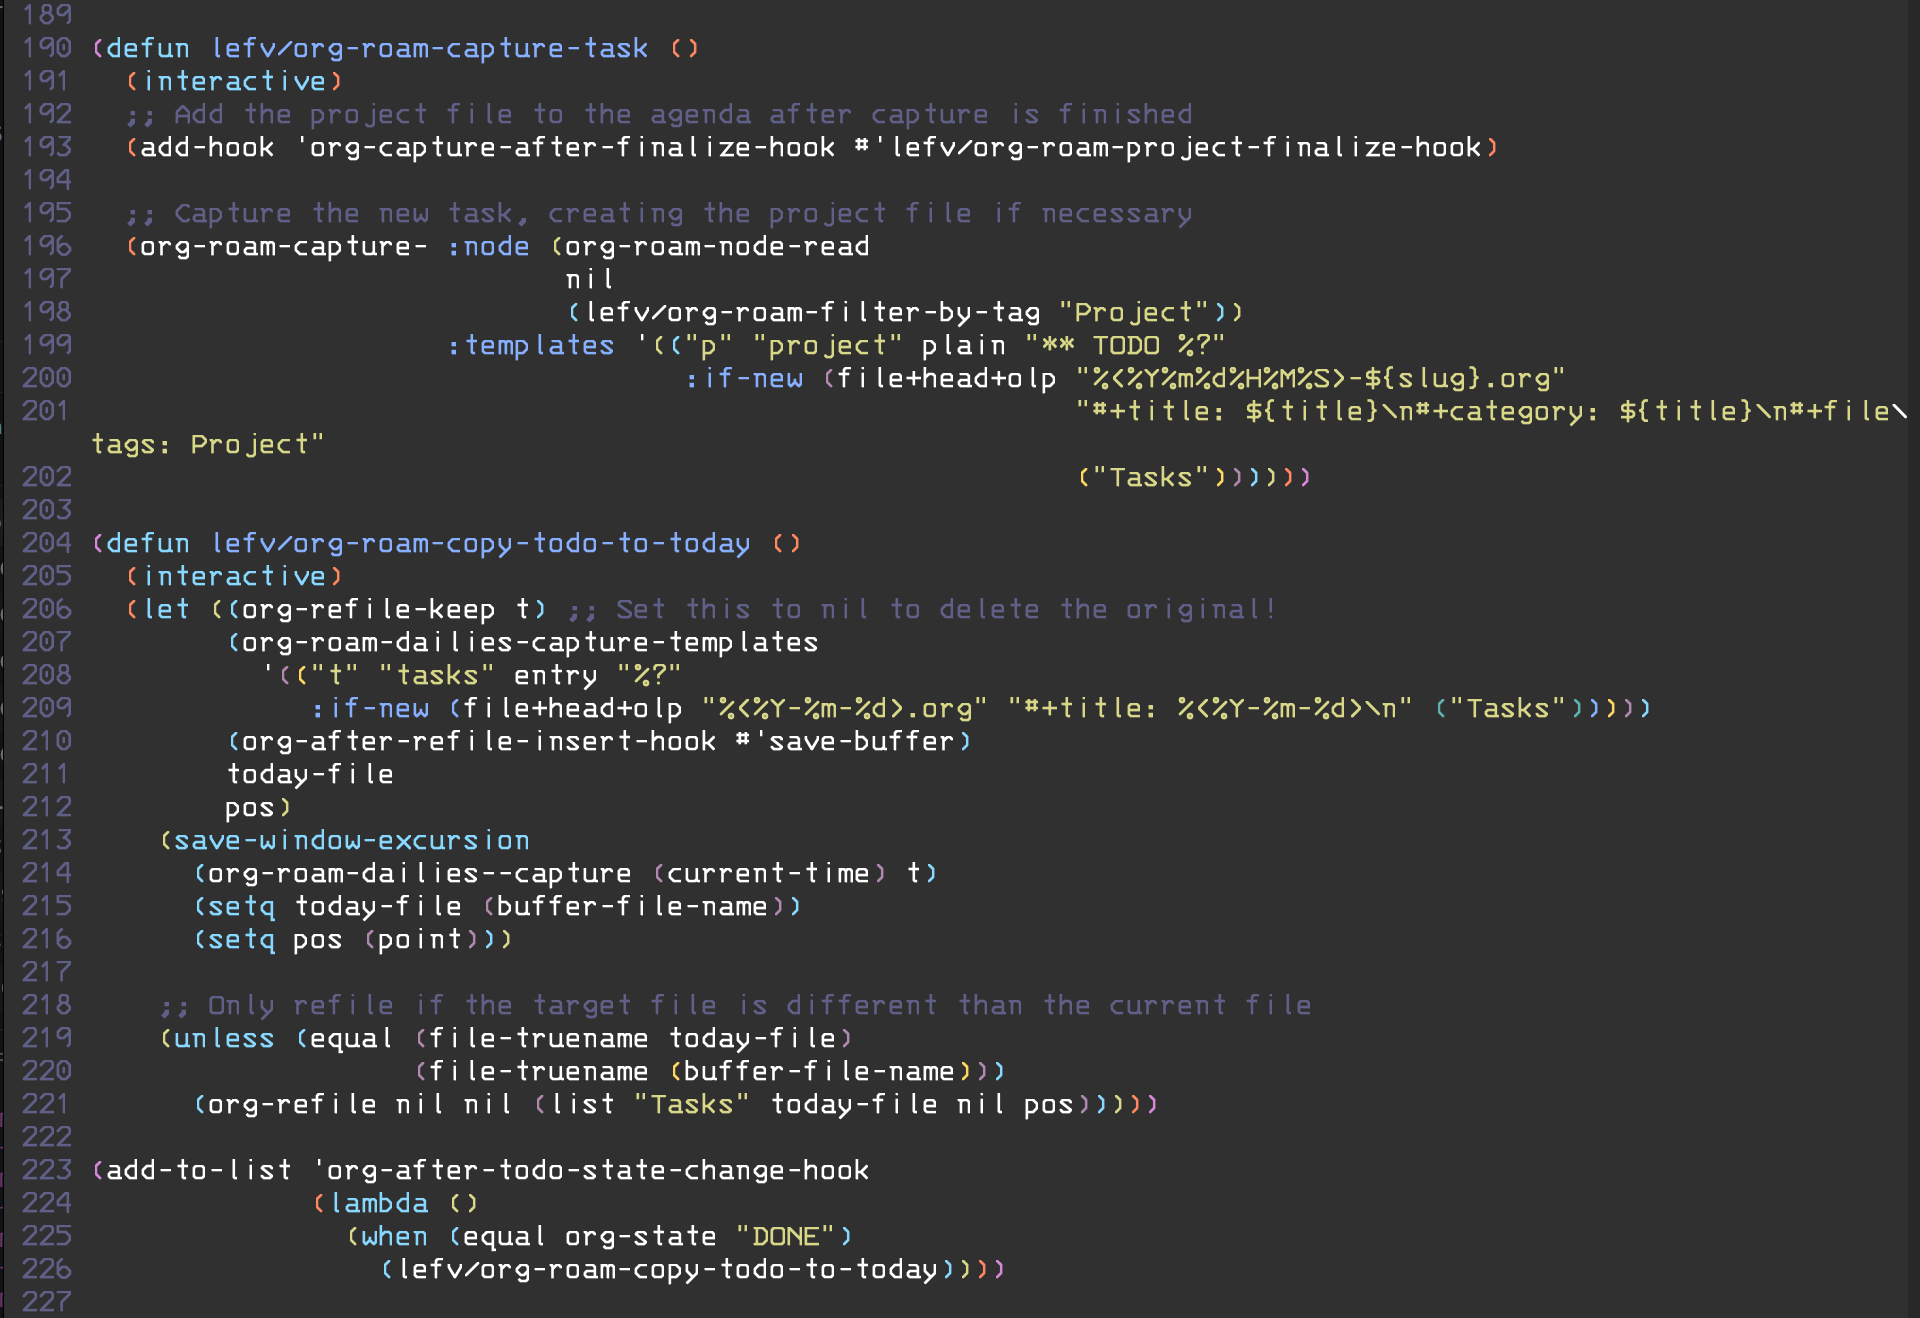 189
190 (defun lefv/org-roam-capture-task ()
191   (interactive)
192   ;; Add the project file to the agenda after capture is finished
193   (add-hook 'org-capture-after-finalize-hook #'lefv/org-roam-project-finalize-hook)
194
195   ;; Capture the new task, creating the project file if necessary
196   (org-roam-capture- :node (org-roam-node-read
197                             nil
198                             (lefv/org-roam-filter-by-tag "Project"))
199                      :templates '(("p" "project" plain "** TODO %?"
200                                    :if-new (file+head+olp "%<%Y%m%d%H%M%S>-${slug}.org"
201                                                           "#+title: ${title}\n#+category: ${title}\n#+file\
tags: Project"
202                                                           ("Tasks"))))))
203
204 (defun lefv/org-roam-copy-todo-to-today ()
205   (interactive)
206   (let ((org-refile-keep t) ;; Set this to nil to delete the original!
207         (org-roam-dailies-capture-templates
208           '(("t" "tasks" entry "%?"
209              :if-new (file+head+olp "%<%Y-%m-%d>.org" "#+title: %<%Y-%m-%d>\n" ("Tasks")))))
210         (org-after-refile-insert-hook #'save-buffer)
211         today-file
212         pos)
213     (save-window-excursion
214       (org-roam-dailies--capture (current-time) t)
215       (setq today-file (buffer-file-name))
216       (setq pos (point)))
217
218     ;; Only refile if the target file is different than the current file
219     (unless (equal (file-truename today-file)
220                    (file-truename (buffer-file-name)))
221       (org-refile nil nil (list "Tasks" today-file nil pos)))))
222
223 (add-to-list 'org-after-todo-state-change-hook
224              (lambda ()
225                (when (equal org-state "DONE")
226                  (lefv/org-roam-copy-todo-to-today))))
227